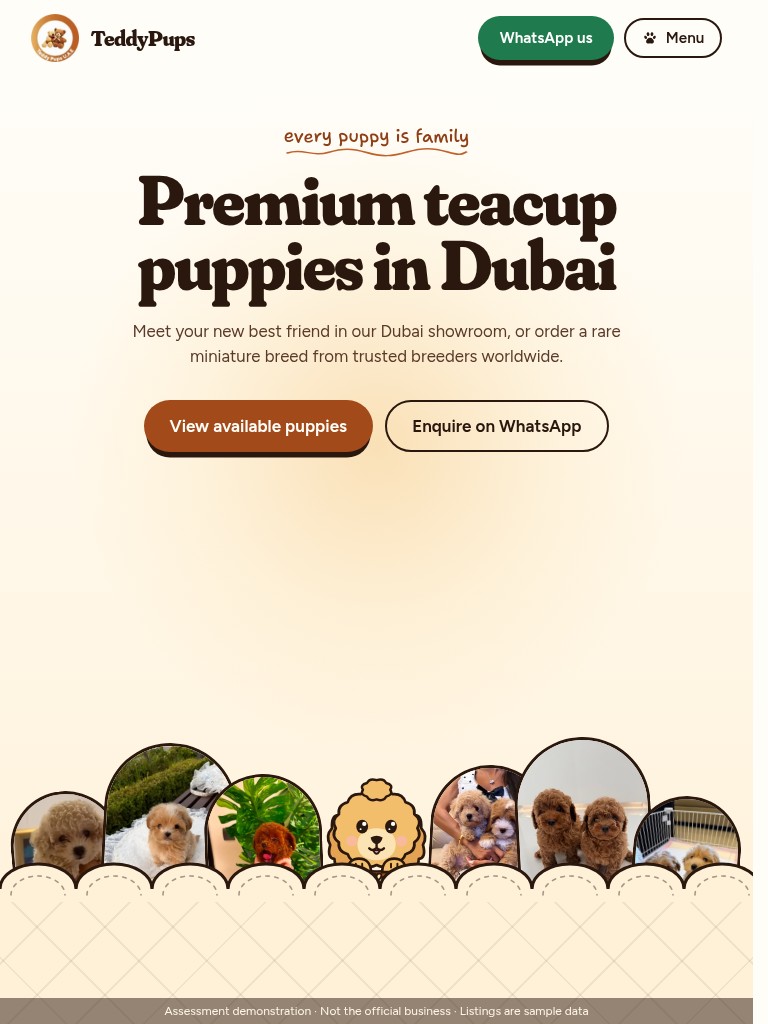 TeddyPups
WhatsApp us
Menu
every puppy is family
Premium teacup
puppies in Dubai
Meet your new best friend in our Dubai showroom, or order a rare
miniature breed from trusted breeders worldwide.
View available puppies
Enquire on WhatsApp
Assessment demonstration · Not the official business · Listings are sample data